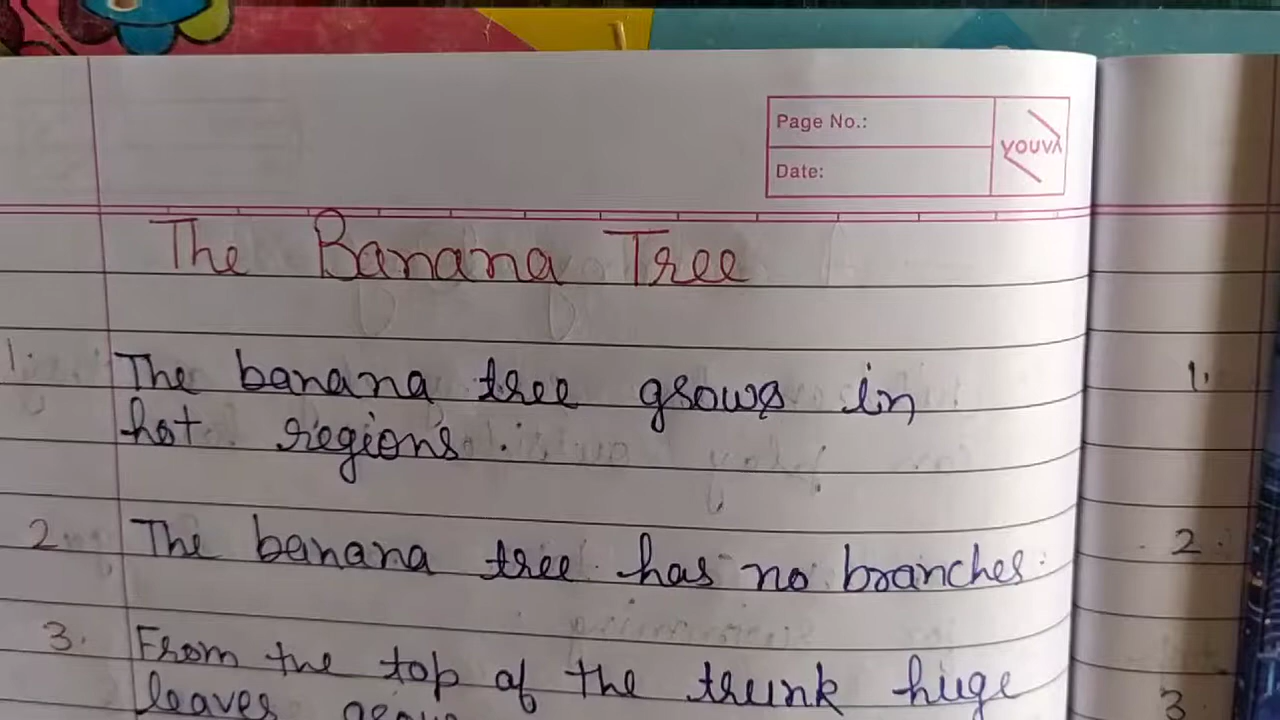 Page No.:
YOUVA
Date:
The Banana Tree
1. The banana tree grows in
hot regions.
2. The banana tree has no branches.
3. From the top of the trunk huge
leaves grow
1.
2.
3.